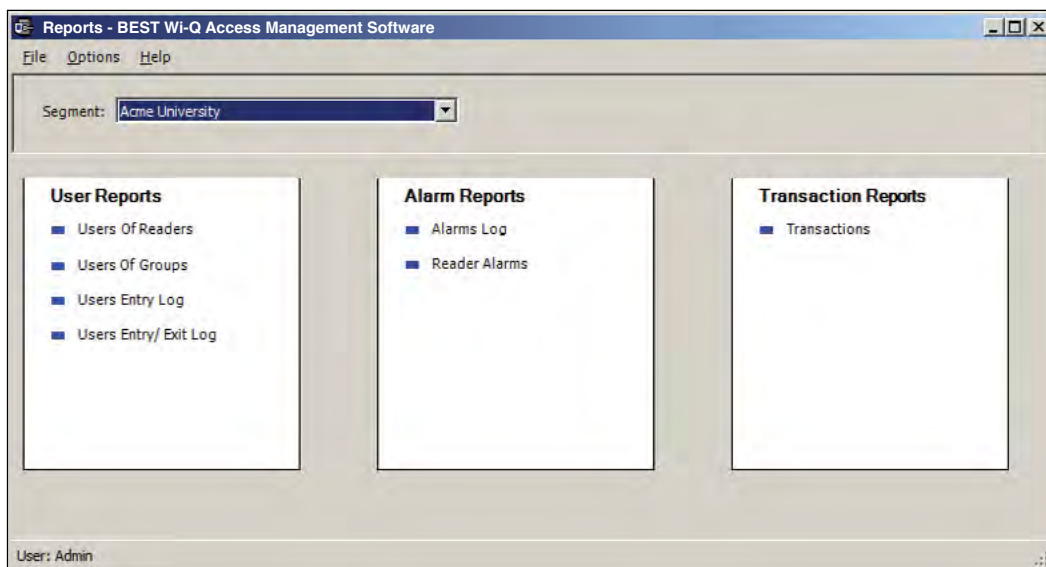 Reports - BEST Wi-Q Access Management Software
File Options Help
Segment: Acme University
User Reports
Users Of Readers
Users Of Groups
Users Entry Log
Users Entry/ Exit Log
Alarm Reports
Alarms Log
Reader Alarms
Transaction Reports
Transactions
User: Admin